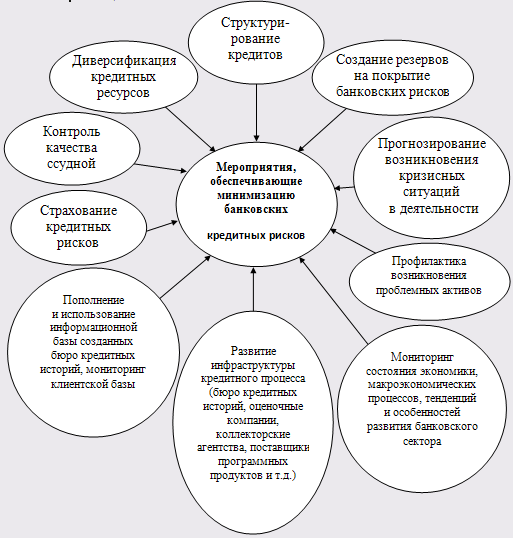 Структури-
рование
кредитов
Диверсификация
кредитных
ресурсов
Создание резервов
на покрытие
банковских рисков
Контроль
качества
ссудной
Мероприятия,
обеспечивающие
минимизацию
банковских
кредитных рисков
Прогнозирование
возникновения
кризисных
ситуаций
в деятельности
Страхование
кредитных
рисков
Профилактика
возникновения
проблемных активов
Пополнение
и использование
информационной
базы созданных
бюро кредитных
историй, мониторинг
клиентской базы
Развитие
инфраструктуры
кредитного процесса
(бюро кредитных
историй, оценочные
компании,
коллекторские
агентства, поставщики
программных
продуктов и т.д.)
Мониторинг
состояния экономики,
макроэкономических
процессов, тенденций
и особенностей
развития банковского
сектора